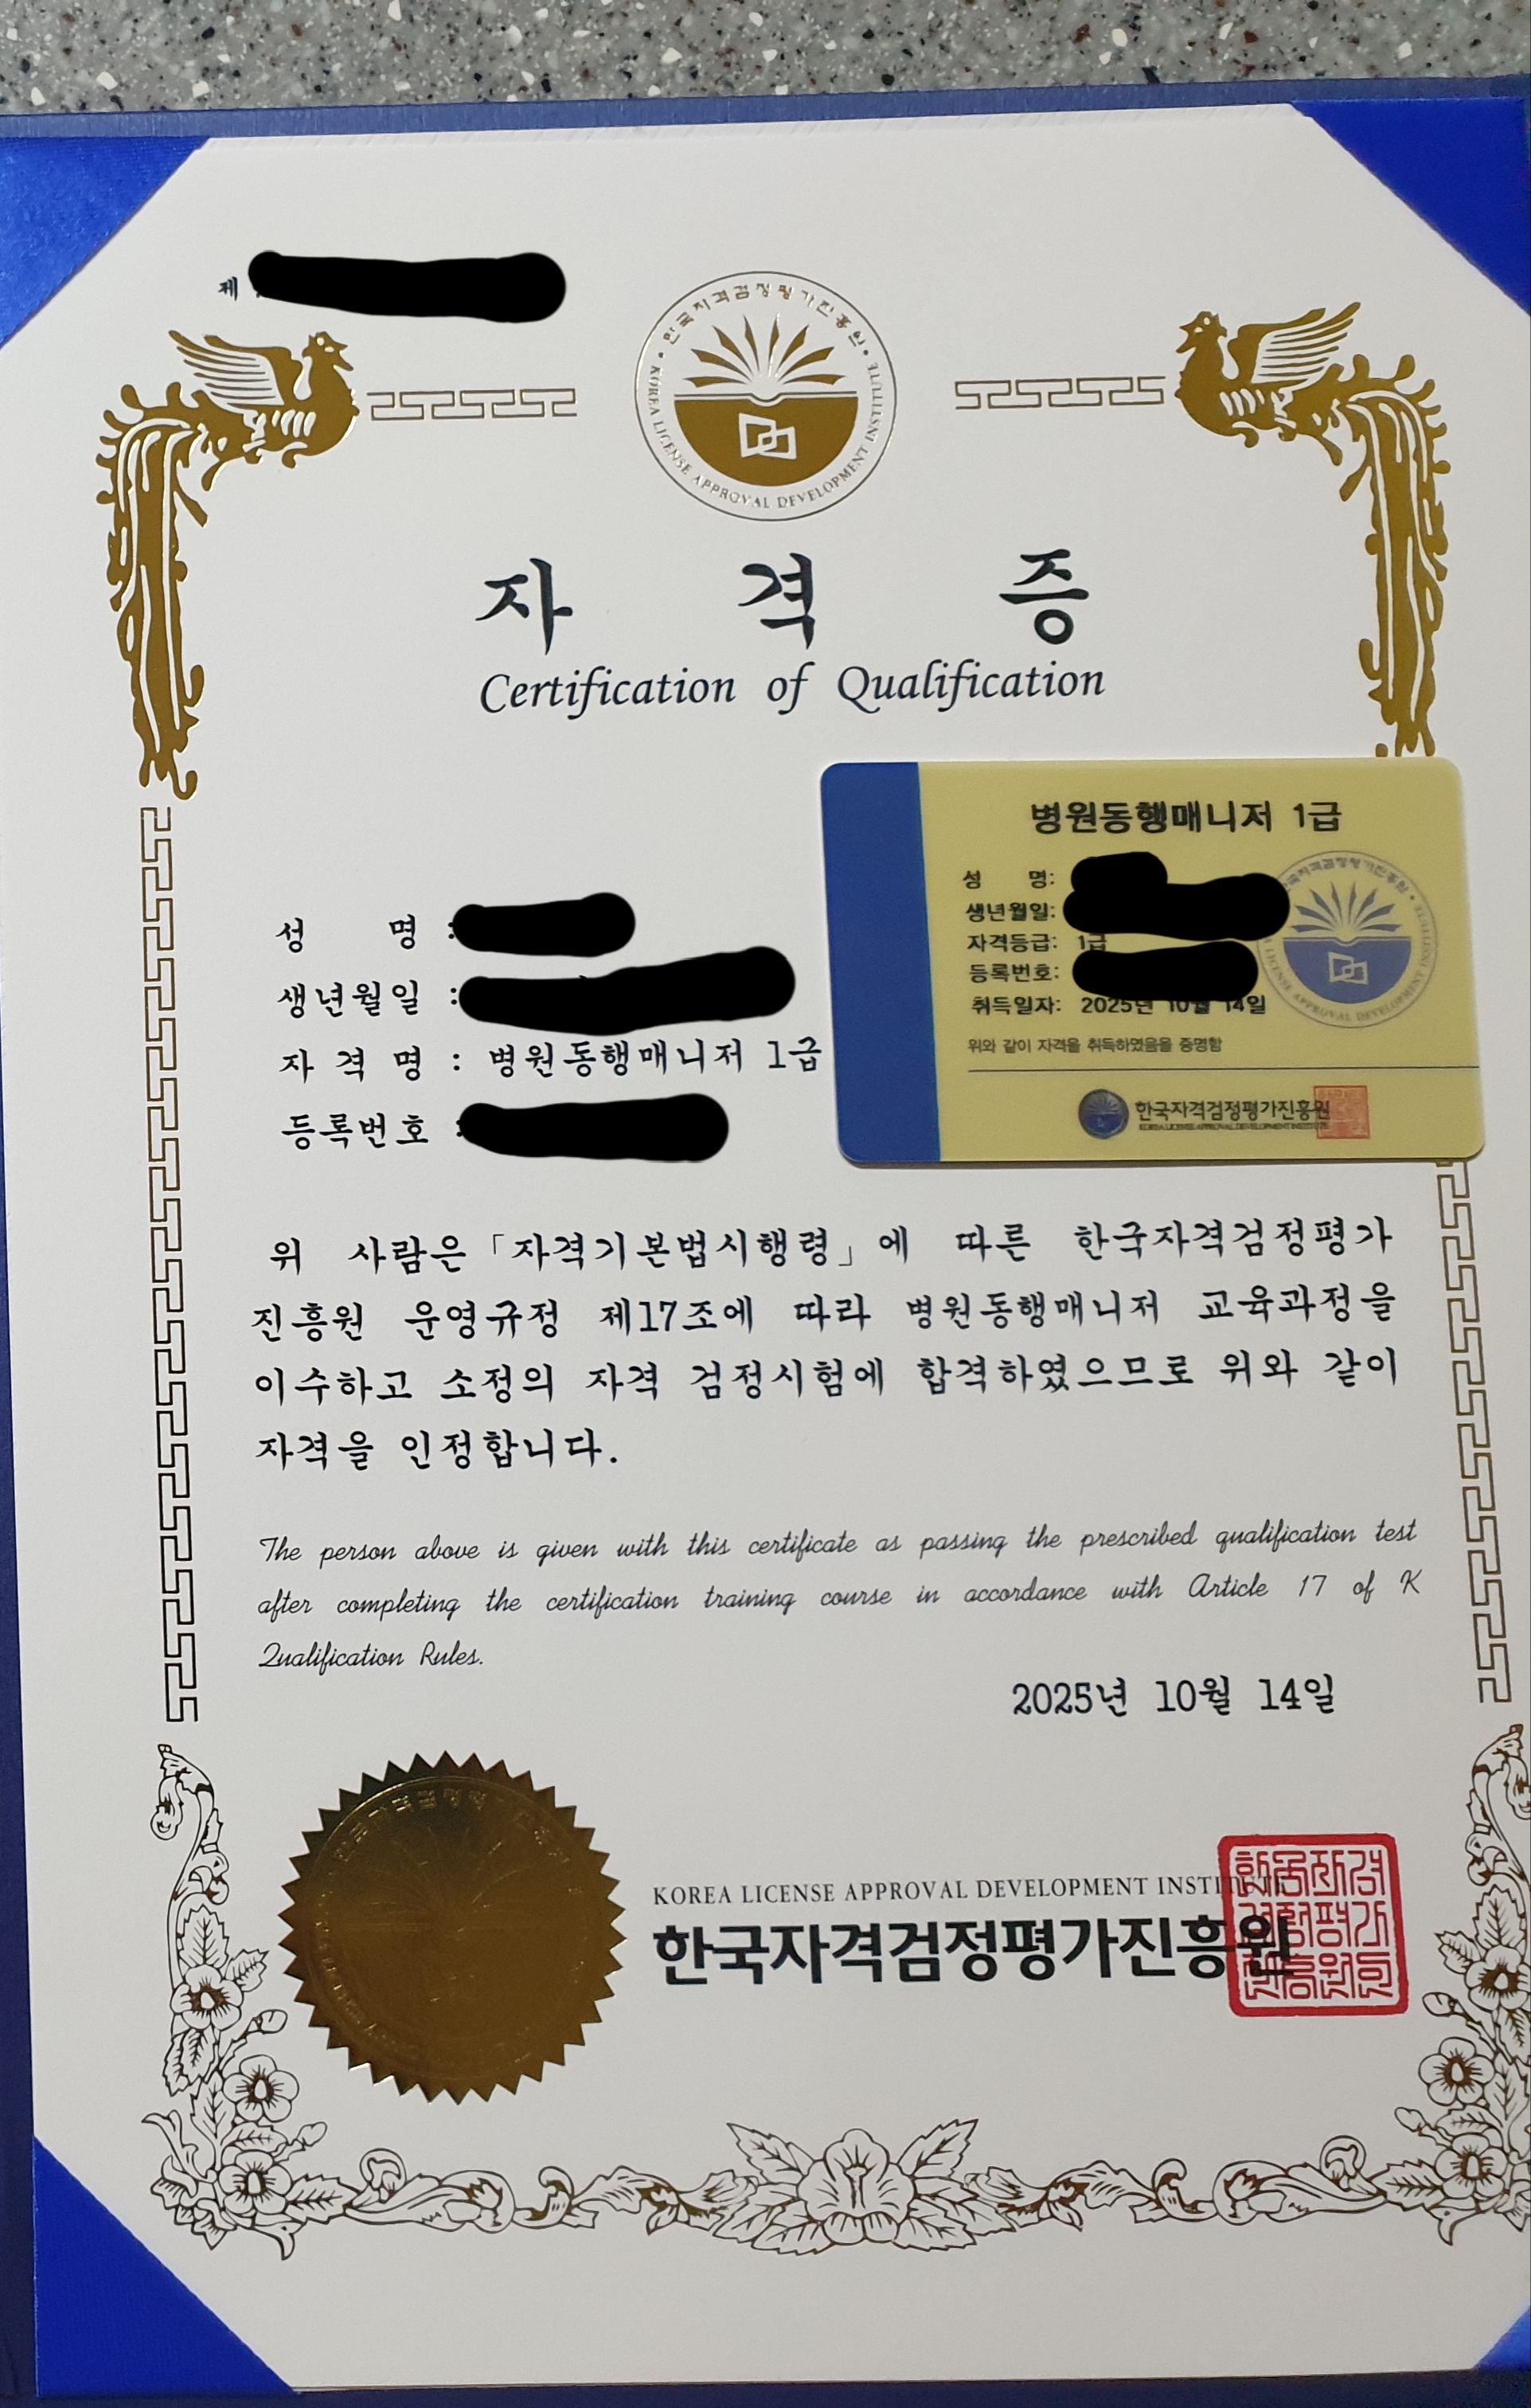 제
한국자격검정평가진흥원
KOREA LICENSE APPROVAL DEVELOPMENT INSTITUTE
자 격 증
Certification of Qualification
성 명 :
생년월일 :
자 격 명 : 병원동행매니저 1급
등록번호 :
병원동행매니저 1급
성 명:
생년월일:
자격등급: 1급
등록번호:
취득일자: 2025년 10월 14일
위와 같이 자격을 취득하였음을 증명함
한국자격검정평가진흥원
KOREA LICENSE APPROVAL DEVELOPMENT INSTITUTE
위 사람은 「자격기본법시행령」에 따른 한국자격검정평가
진흥원 운영규정 제17조에 따라 병원동행매니저 교육과정을
이수하고 소정의 자격 검정시험에 합격하였으므로 위와 같이
자격을 인정합니다.
The person above is given with this certificate as passing the prescribed qualification test
after completing the certification training course in accordance with Article 17 of K
Qualification Rules.
2025년 10월 14일
KOREA LICENSE APPROVAL DEVELOPMENT INSTITUTE
한국자격검정평가진흥원